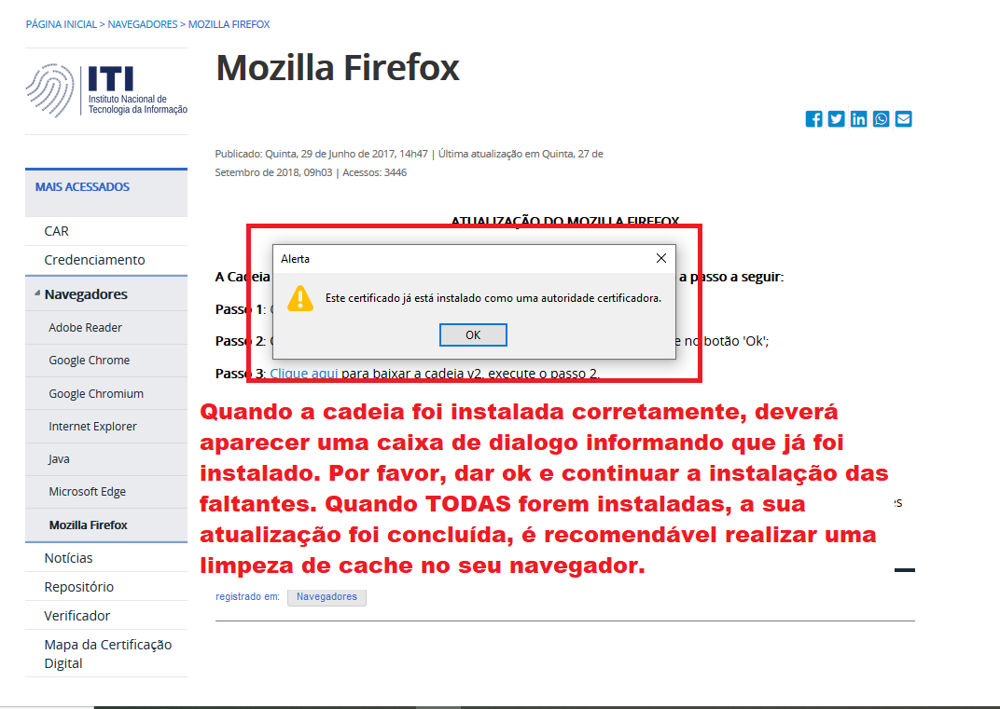 PÁGINA INICIAL > NAVEGADORES > MOZILLA FIREFOX
ITI
Instituto Nacional de
Tecnologia da Informação
Mozilla Firefox
Publicado: Quinta, 29 de Junho de 2017, 14h47 | Última atualização em Quinta, 27 de
Setembro de 2018, 09h03 | Acessos: 3446
MAIS ACESSADOS
CAR
Credenciamento
Navegadores
Adobe Reader
Google Chrome
Google Chromium
Internet Explorer
Java
Microsoft Edge
Mozilla Firefox
Notícias
Repositório
Verificador
Mapa da Certificação
Digital
ATUALIZAÇÃO DO MOZILLA FIREFOX
A Cadeia a passo a seguir:
Alerta
Este certificado já está instalado como uma autoridade certificadora.
OK
Passo 1:
Passo 2: no botão 'Ok';
Passo 3: Clique aqui para baixar a cadeia v2, execute o passo 2.
Quando a cadeia foi instalada corretamente, deverá
aparecer uma caixa de dialogo informando que já foi
instalado. Por favor, dar ok e continuar a instalação das
faltantes. Quando TODAS forem instaladas, a sua
atualização foi concluída, é recomendável realizar uma
limpeza de cache no seu navegador.
registrado em: Navegadores